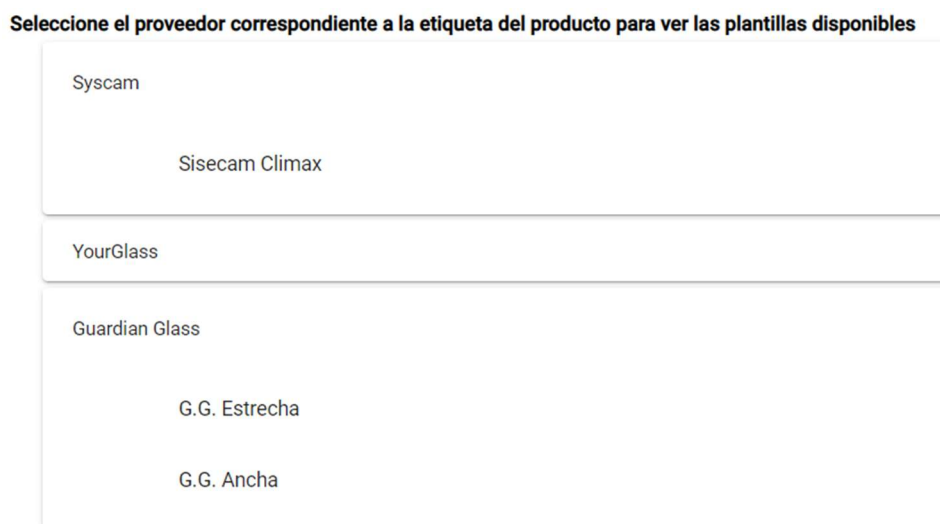 Seleccione el proveedor correspondiente a la etiqueta del producto para ver las plantillas disponibles
Syscam
Sisecam Climax
YourGlass
Guardian Glass
G.G. Estrecha
G.G. Ancha